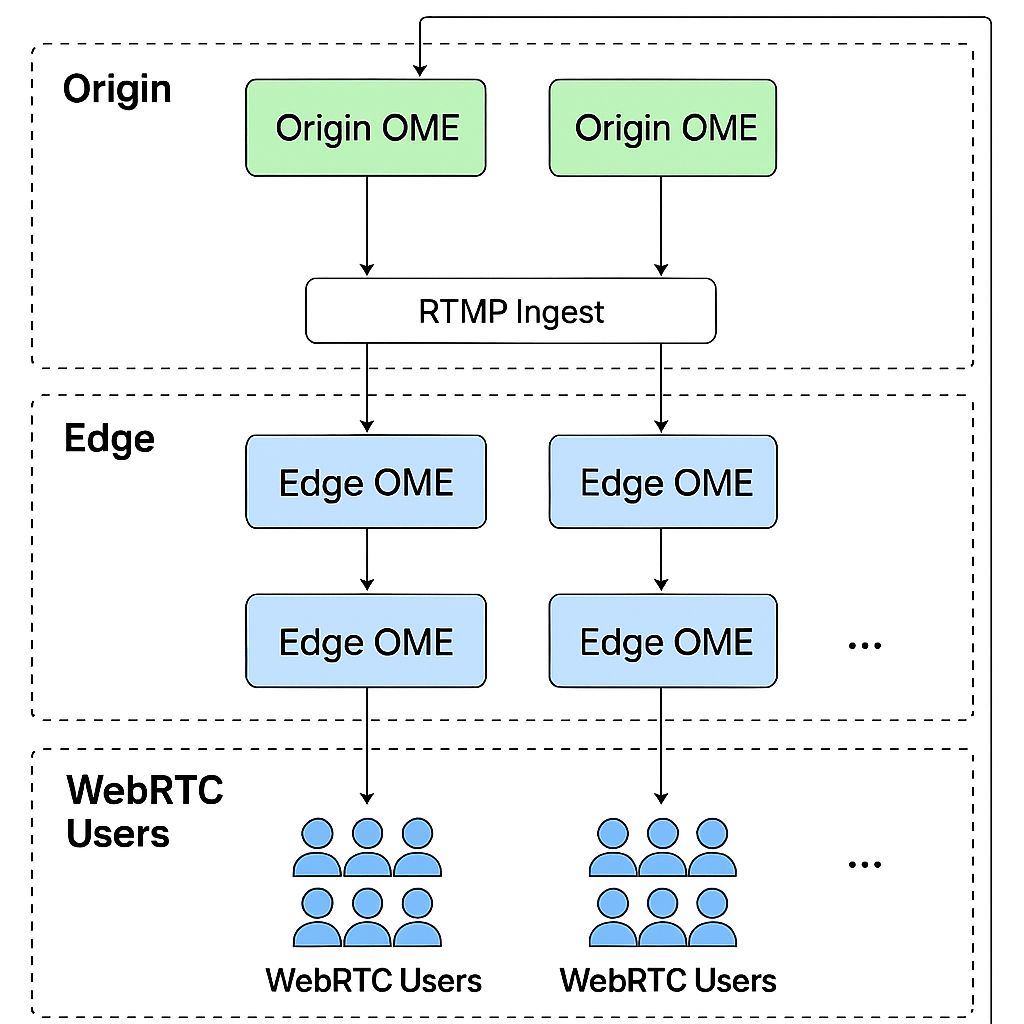 Origin
Origin OME
Origin OME
RTMP Ingest
Edge
Edge OME
Edge OME
Edge OME
Edge OME
...
WebRTC
Users
...
WebRTC Users
WebRTC Users